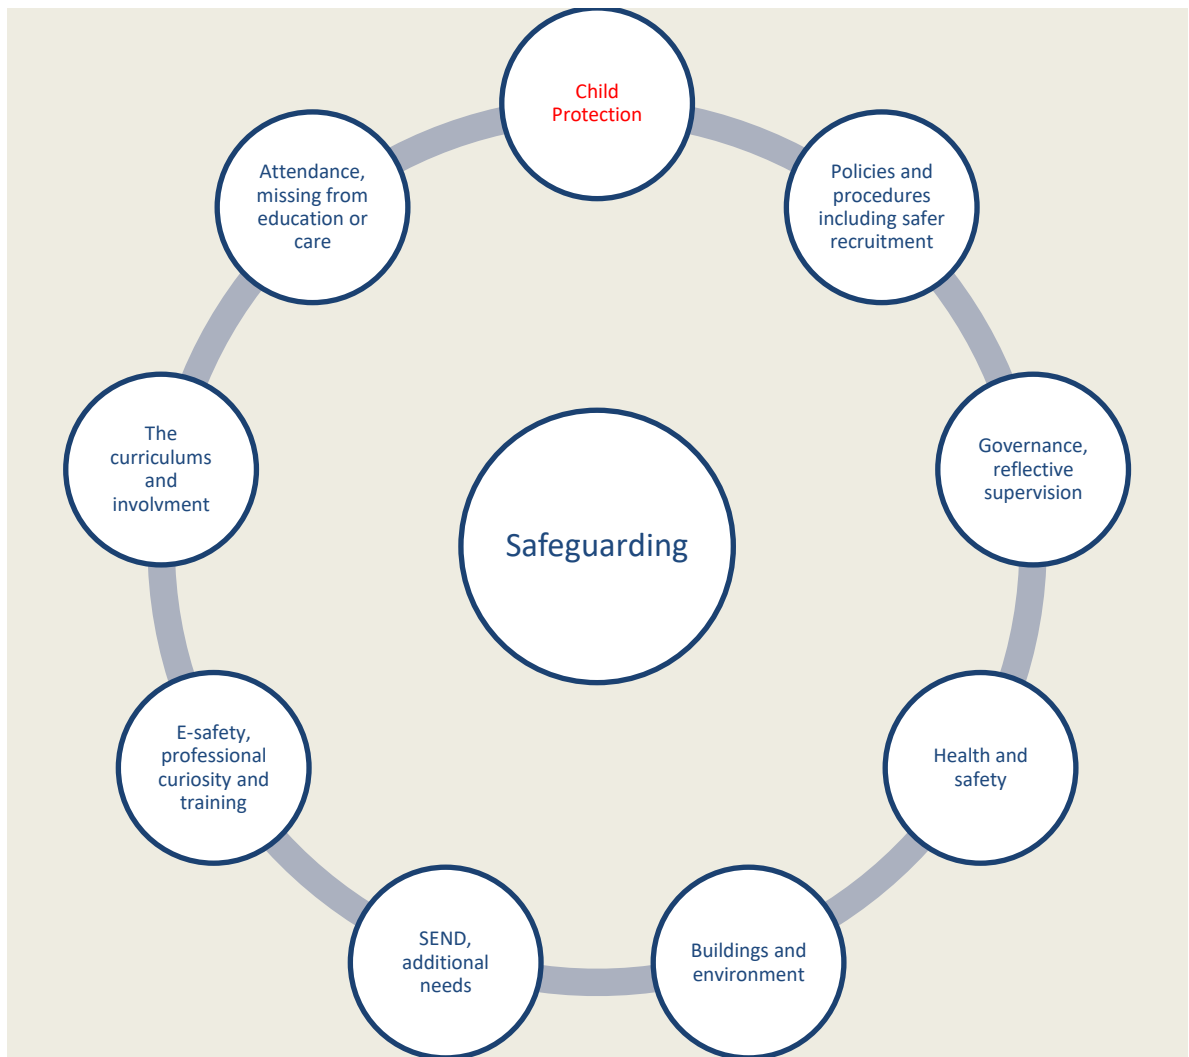 Child
Protection
Policies and
procedures
including safer
recruitment
Governance,
reflective
supervision
Health and
safety
Buildings and
environment
SEND,
additional
needs
E-safety,
professional
curiosity and
training
The
curriculums
and
involvment
Attendance,
missing from
education or
care
Safeguarding